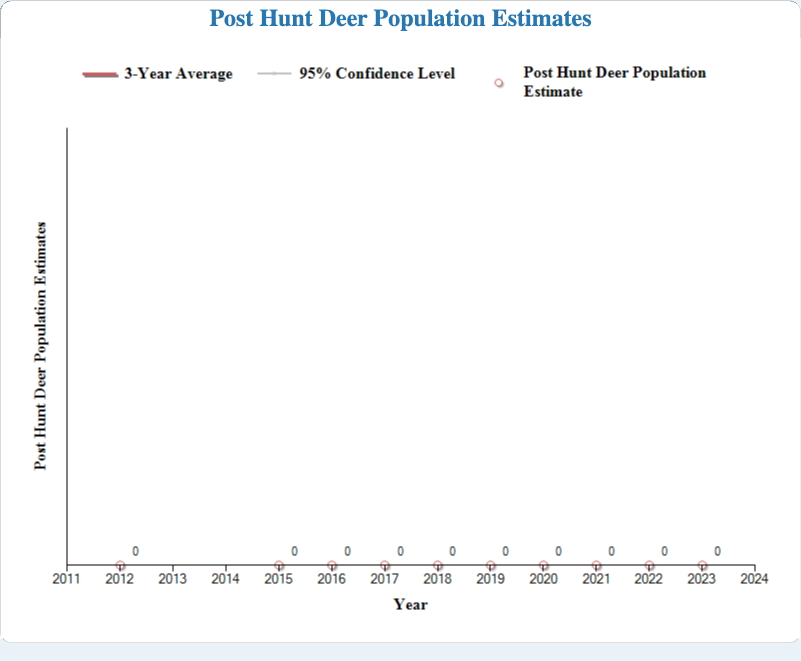 Post Hunt Deer Population Estimates
3-Year Average
95% Confidence Level
Post Hunt Deer Population
Estimate
Post Hunt Deer Population Estimates
0 0 0 0 0 0 0 0 0 0
2011 2012 2013 2014 2015 2016 2017 2018 2019 2020 2021 2022 2023 2024
Year